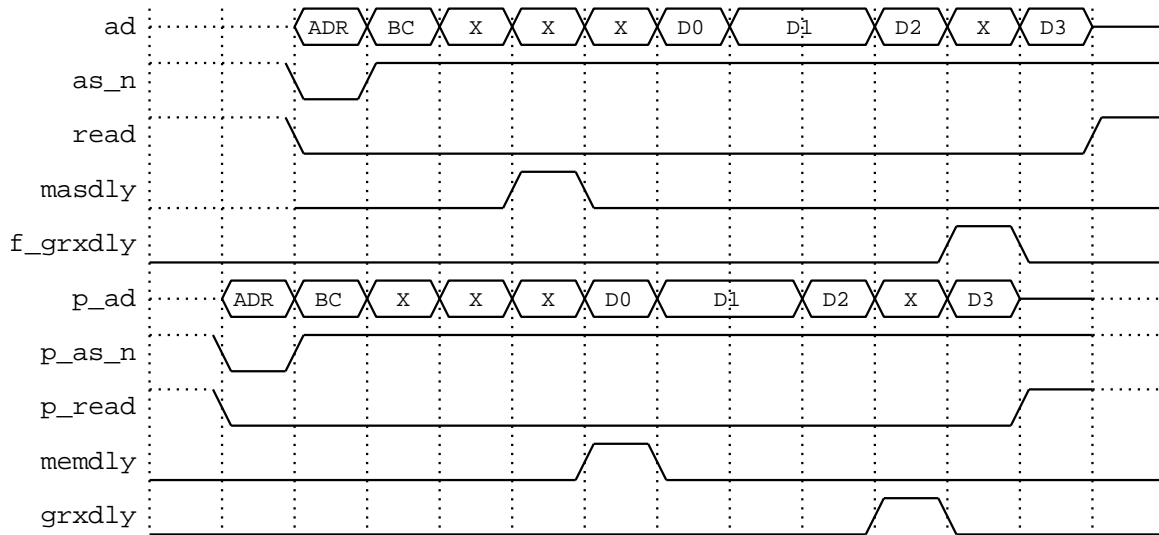 ad ADR BC X X X D0 D1 D2 X D3
as_n
read
masdly
f_grxdly
p_ad ADR BC X X X D0 D1 D2 X D3
p_as_n
p_read
memdly
grxdly